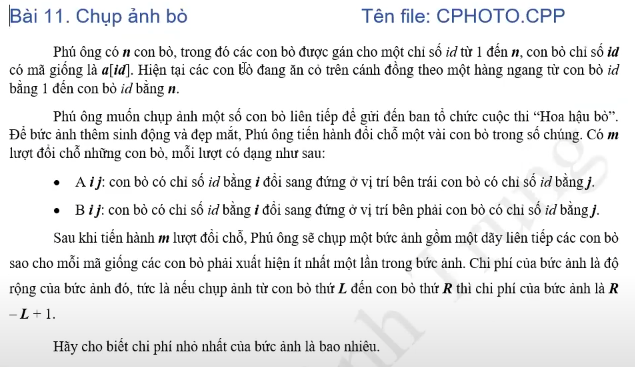 Bài 11. Chụp ảnh bò Tên file: CPHOTO.CPP
Phú ông có n con bò, trong đó các con bò được gán cho một chỉ số id từ 1 đến n, con bò chỉ số id
có mã giống là a[id]. Hiện tại các con bò đang ăn cỏ trên cánh đồng theo một hàng ngang từ con bò id
bằng 1 đến con bò id bằng n.
Phú ông muốn chụp ảnh một số con bò liên tiếp để gửi đến ban tổ chức cuộc thi “Hoa hậu bò”.
Để bức ảnh thêm sinh động và đẹp mắt, Phú ông tiến hành đổi chỗ một vài con bò trong số chúng. Có m
lượt đổi chỗ những con bò, mỗi lượt có dạng như sau:
• A i j: con bò có chỉ số id bằng i đổi sang đứng ở vị trí bên trái con bò có chỉ số id bằng j.
• B i j: con bò có chỉ số id bằng i đổi sang đứng ở vị trí bên phải con bò có chỉ số id bằng j.
Sau khi tiến hành m lượt đổi chỗ, Phú ông sẽ chụp một bức ảnh gồm một dãy liên tiếp các con bò
sao cho mỗi mã giống các con bò phải xuất hiện ít nhất một lần trong bức ảnh. Chi phí của bức ảnh là độ
rộng của bức ảnh đó, tức là nếu chụp ảnh từ con bò thứ L đến con bò thứ R thì chi phí của bức ảnh là R
– L + 1.
Hãy cho biết chi phí nhỏ nhất của bức ảnh là bao nhiêu.